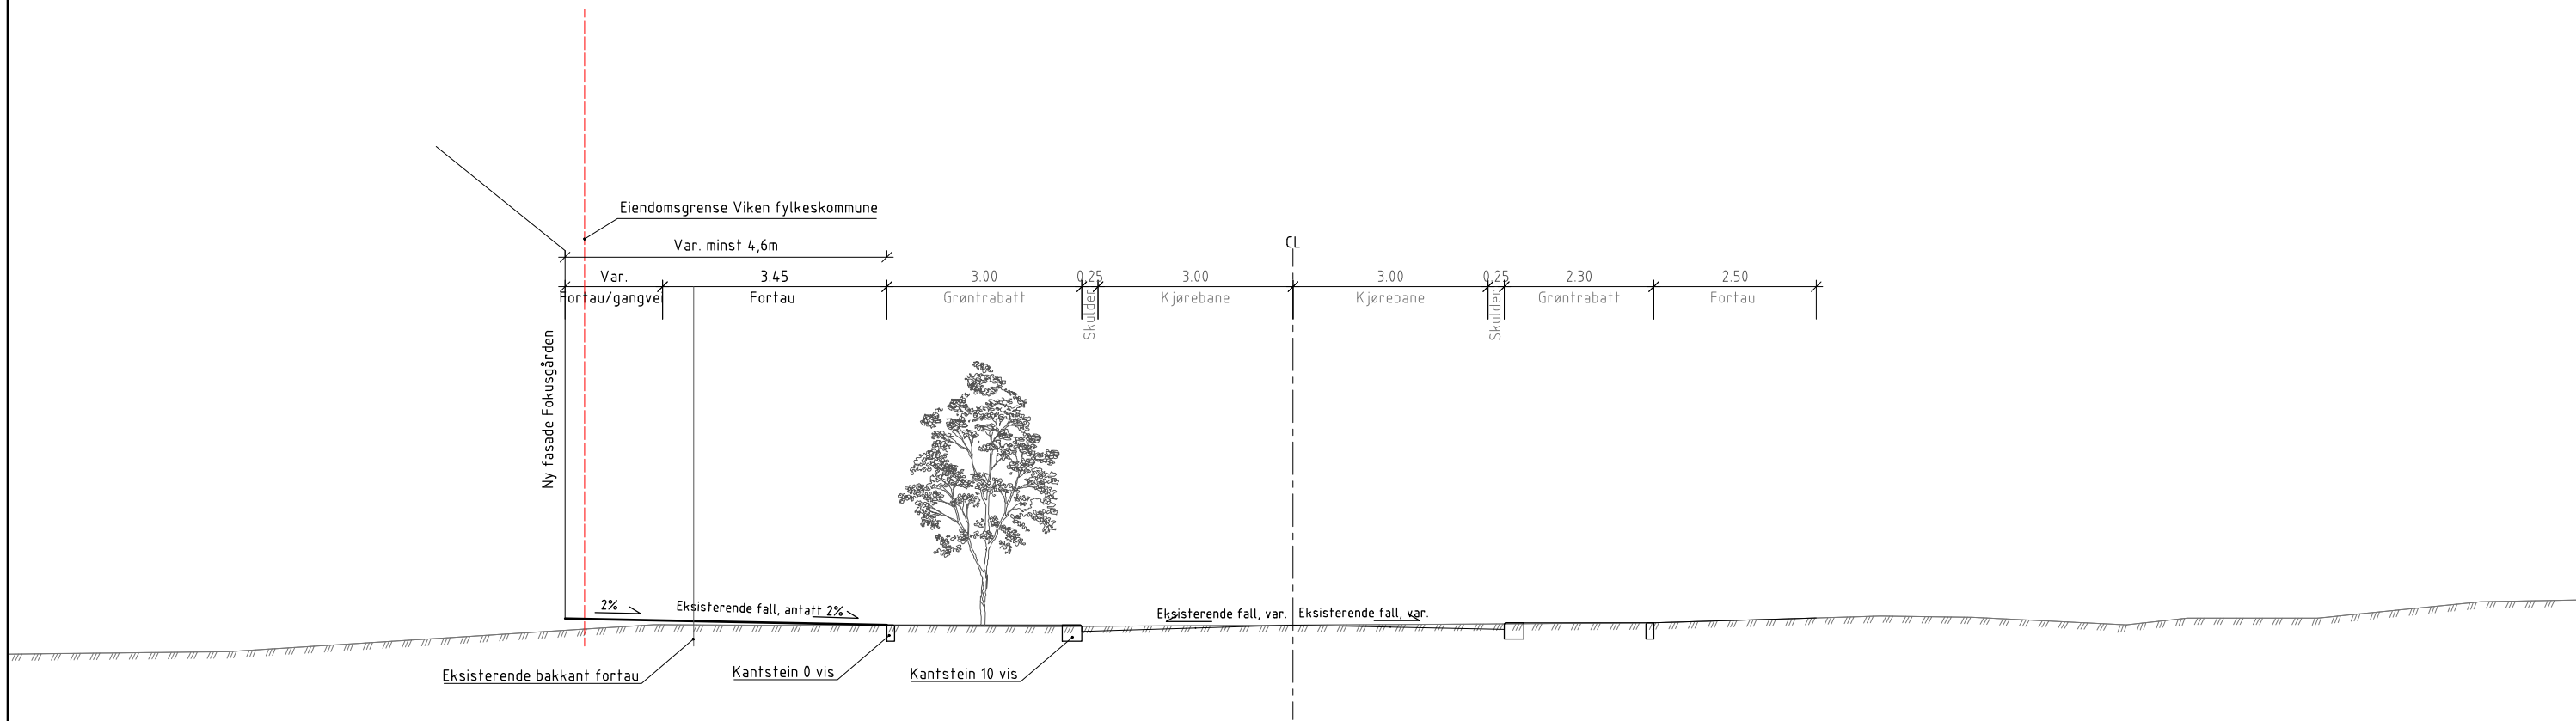 Eiendomsgrense Viken fylkeskommune
Var. minst 4,6m
CL
Var.
3.45
3.00
0.25
3.00
3.00
0.25
2.30
2.50
Fortau/gangvei
Fortau
Grøntrabatt
Skulder
Kjørebane
Kjørebane
Skulder
Grøntrabatt
Fortau
Ny fasade Fokusgården
2%
Eksisterende fall, antatt 2%
Eksisterende fall, var.
Eksisterende fall, var.
Eksisterende bakkant fortau
Kantstein 0 vis
Kantstein 10 vis